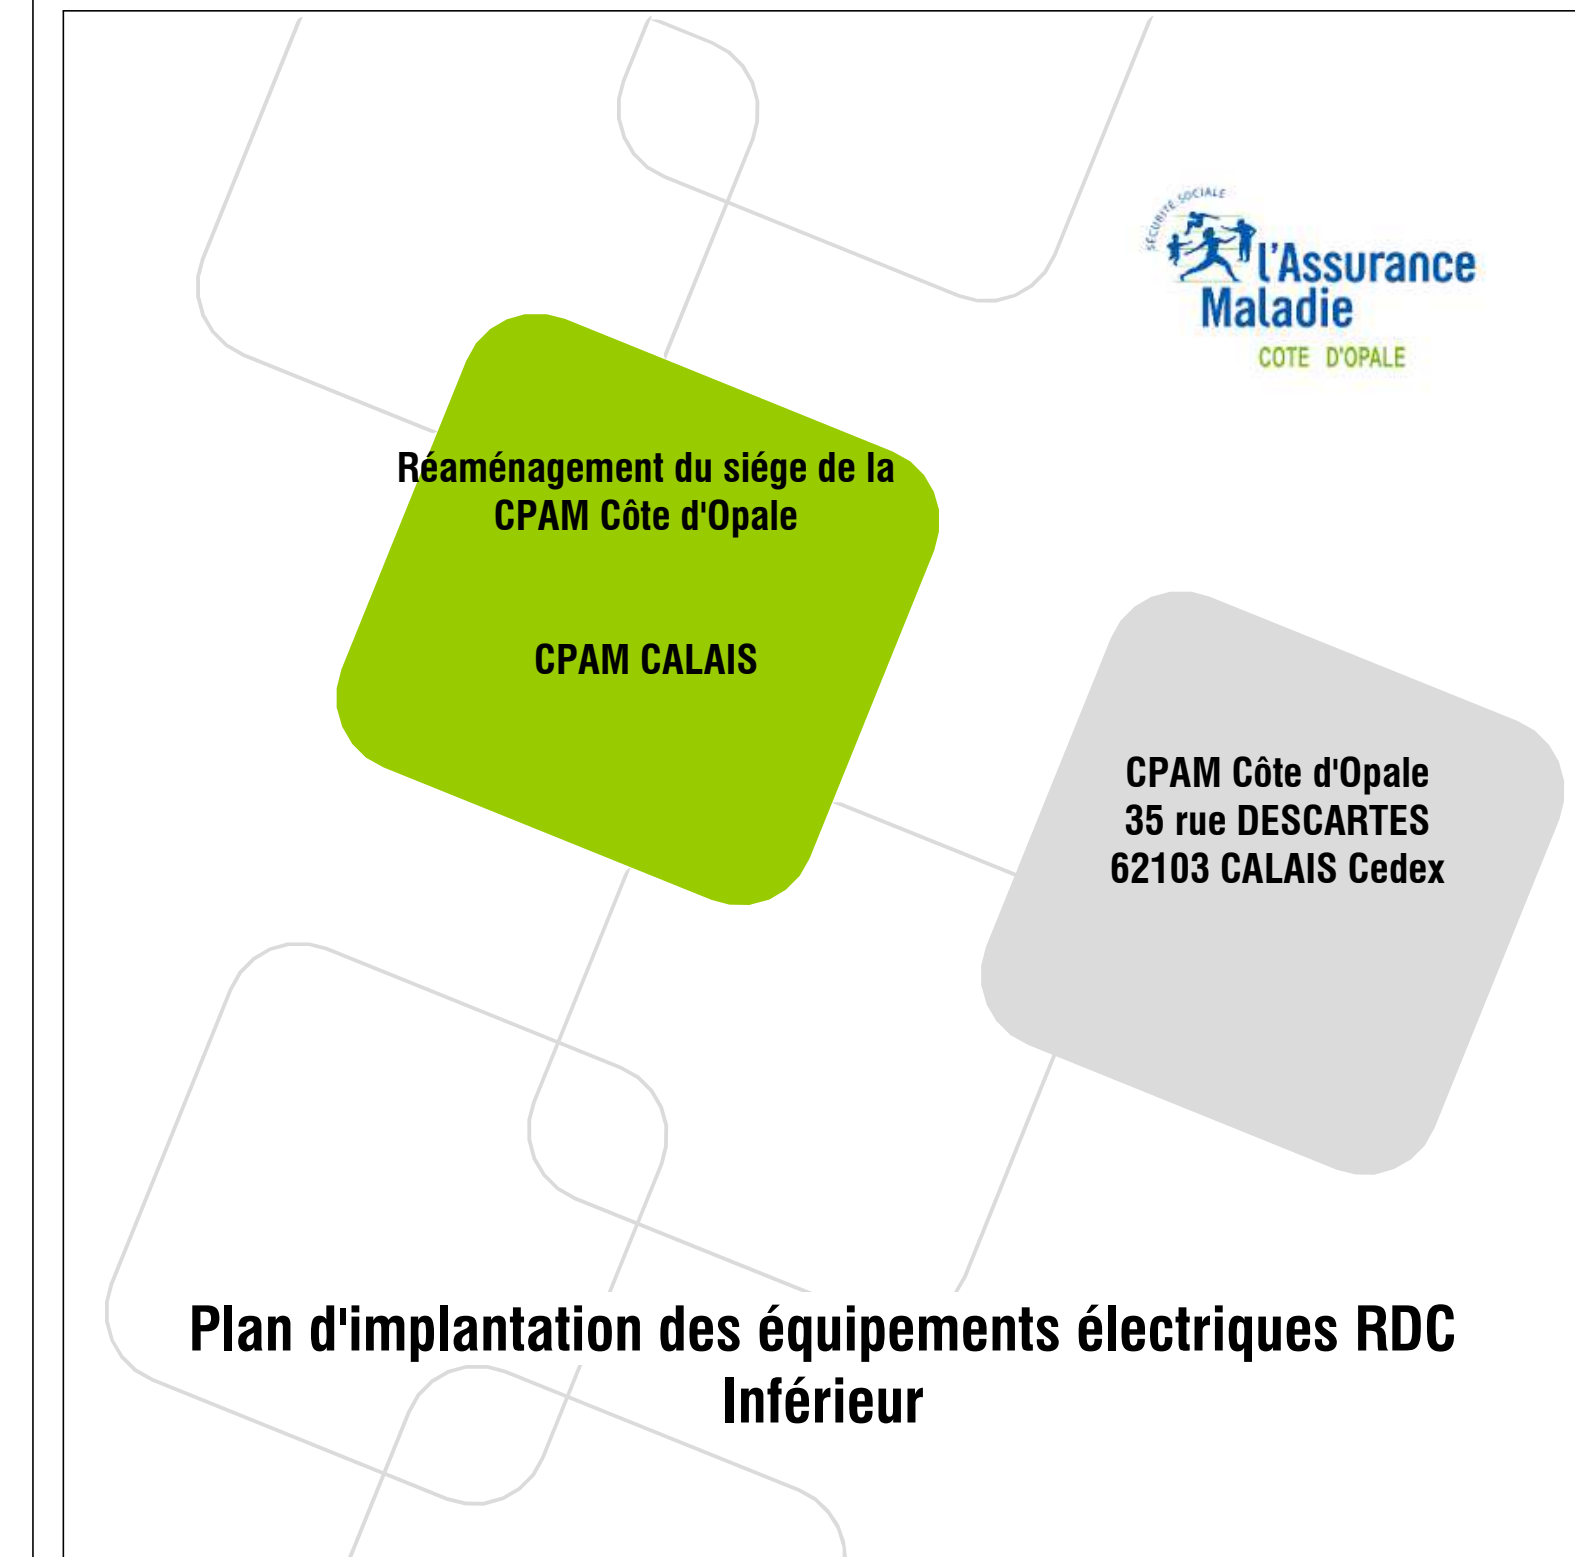 SÉCURITÉ SOCIALE
l'Assurance
Maladie
COTE D'OPALE
Réaménagement du siége de la
CPAM Côte d'Opale
CPAM CALAIS
CPAM Côte d'Opale
35 rue DESCARTES
62103 CALAIS Cedex
Plan d'implantation des équipements électriques RDC
Inférieur